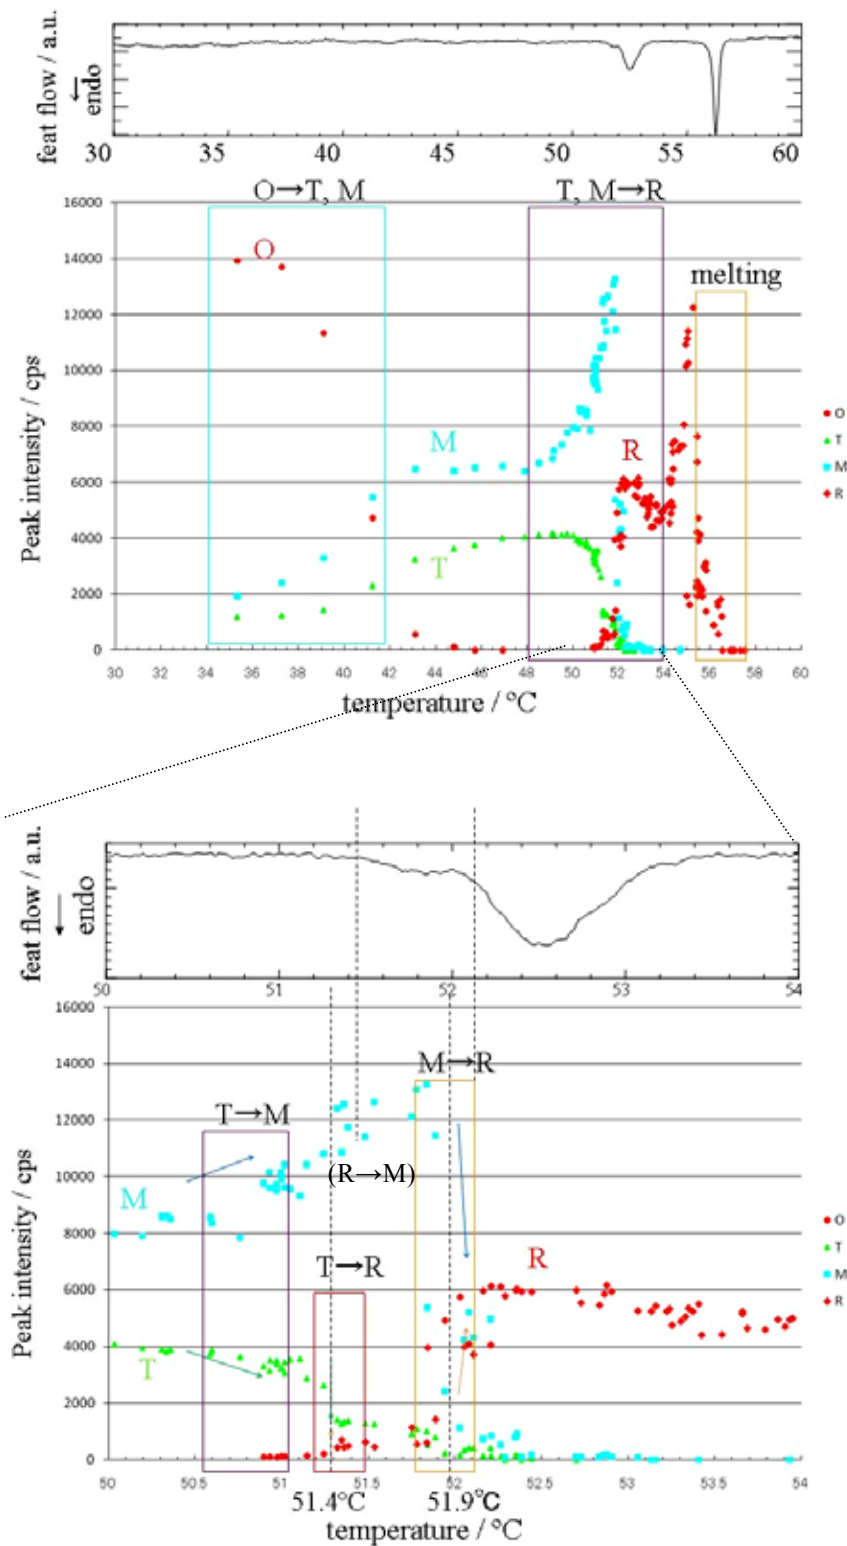 feat flow / a.u.
endo
30 35 40 45 50 55 60
O→T, M T, M→R
16000
14000
12000
10000
8000
6000
4000
2000
0
O
M
T
R
melting
O
T
M
R
Peak intensity / cps
30 32 34 36 38 40 42 44 46 48 50 52 54 56 58 60
temperature / °C
feat flow / a.u.
endo
50 51 52 53 54
16000
14000
12000
10000
8000
6000
4000
2000
0
M→R
T→M
(R→M)
M
T→R
R
T
O
T
M
R
Peak intensity / cps
50 50.5 51 51.5 52 52.5 53 53.5 54
51.4°C 51.9℃
temperature / °C